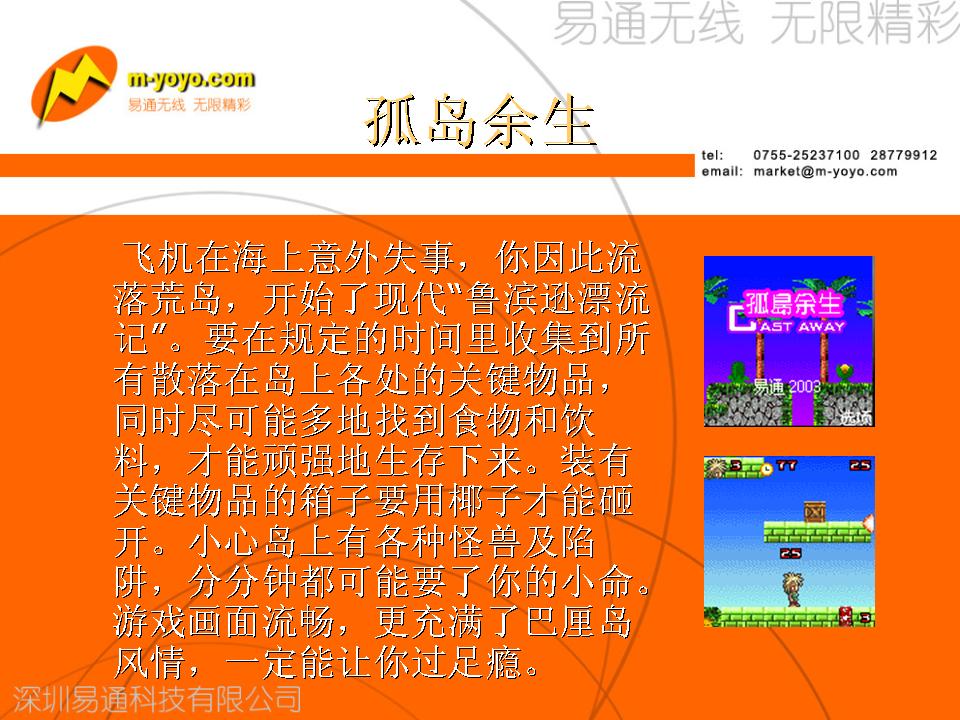 易通无线 无限精彩
m-yoyo.com
易通无线 无限精彩
孤岛余生
tel: 0755-25237100 28779912
email: market@m-yoyo.com
飞机在海上意外失事，你因此流
落荒岛，开始了现代“鲁滨逊漂流
记”。要在规定的时间里收集到所
有散落在岛上各处的关键物品，
同时尽可能多地找到食物和饮
料，才能顽强地生存下来。装有
关键物品的箱子要用椰子才能砸
开。小心岛上有各种怪兽及陷
阱，分分钟都可能要了你的小命。
游戏画面流畅，更充满了巴厘岛
风情，一定能让你过足瘾。
孤岛余生
CAST AWAY
易通 2003
选项
3 77 25
25
3
深圳易通科技有限公司